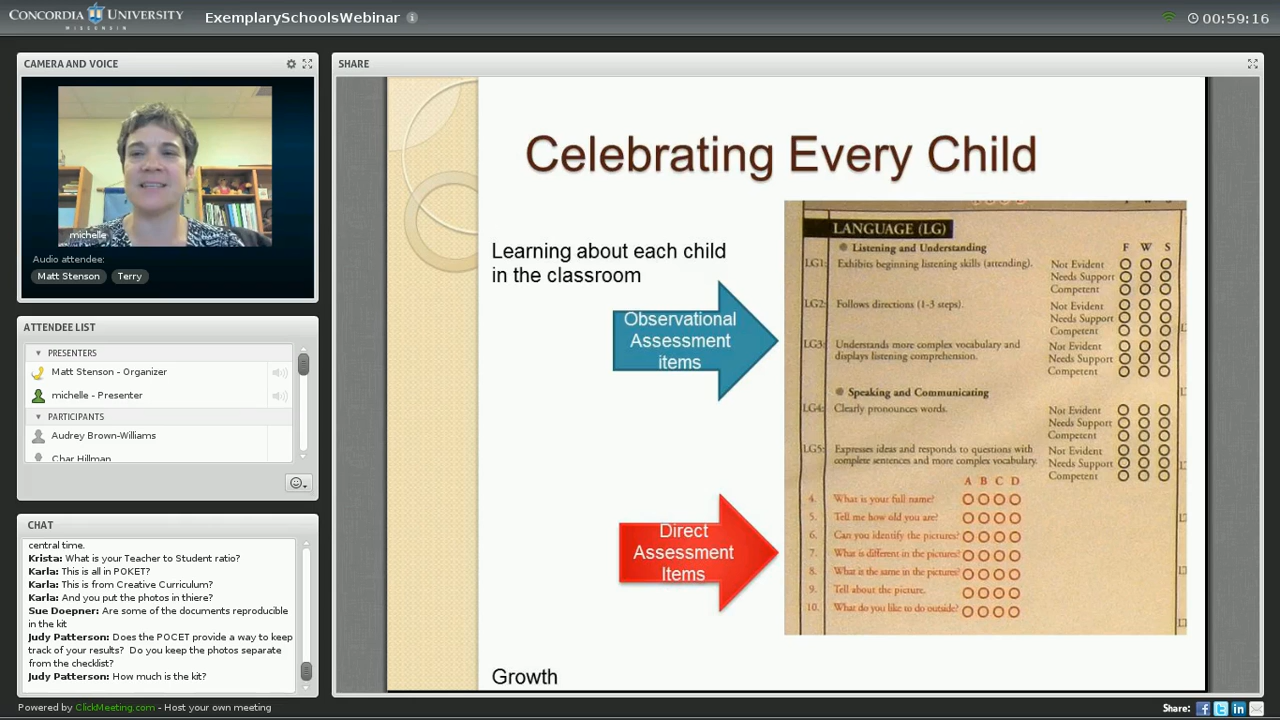 CONCORDIA UNIVERSITY
WISCONSIN
ExemplarySchoolsWebinar
00:59:16
CAMERA AND VOICE
michelle
Audio attendee:
Matt Stenson
Terry
ATTENDEE LIST
PRESENTERS
Matt Stenson - Organizer
michelle - Presenter
PARTICIPANTS
Audrey Brown-Williams
Char Hillman
CHAT
central time.
Krista: What is your Teacher to Student ratio?
Karla: This is all in POKET?
Karla: This is from Creative Curriculum?
Karla: And you put the photos in thiere?
Sue Doepner: Are some of the documents reproducible
in the kit
Judy Patterson: Does the POCET provide a way to keep
track of your results?  Do you keep the photos separate
from the checklist?
Judy Patterson: How much is the kit?
SHARE
Celebrating Every Child
Learning about each child
in the classroom
Observational
Assessment
items
Direct
Assessment
Items
Growth
LANGUAGE (LG)
Listening and Understanding
F W S
LG1: Exhibits beginning listening skills (attending).
Not Evident
Needs Support
Competent
LG2: Follows directions (1-3 steps).
Not Evident
Needs Support
Competent
LG3: Understands more complex vocabulary and
displays listening comprehension.
Not Evident
Needs Support
Competent
Speaking and Communicating
LG4: Clearly pronounces words.
Not Evident
Needs Support
Competent
LG5: Expresses ideas and responds to questions with
complete sentences and more complex vocabulary.
Not Evident
Needs Support
Competent
A B C D
4. What is your full name?
5. Tell me how old you are?
6. Can you identify the pictures?
7. What is different in the pictures?
8. What is the same in the pictures?
9. Tell about the picture.
10. What do you like to do outside?
Powered by ClickMeeting.com - Host your own meeting
Share: